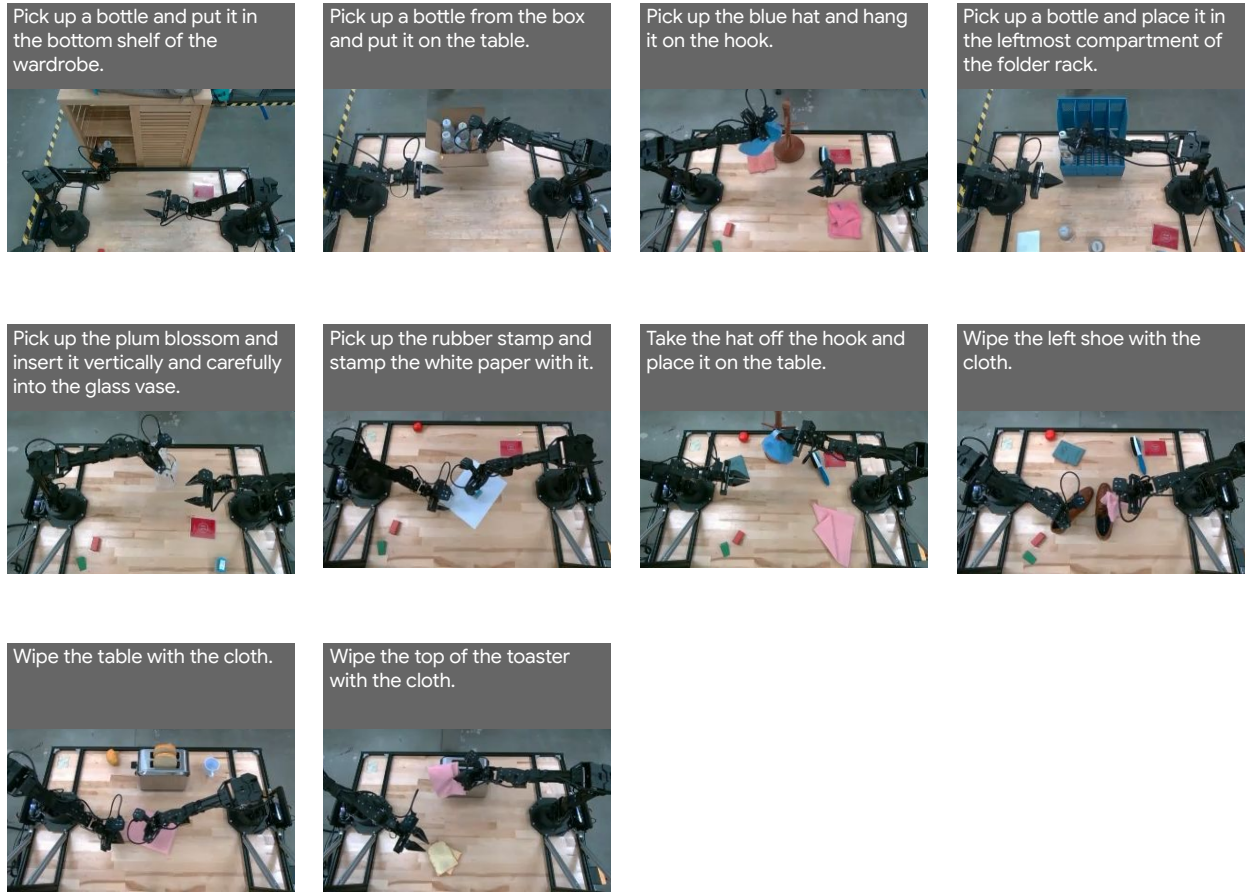 Pick up a bottle and put it in
the bottom shelf of the
wardrobe.
Pick up a bottle from the box
and put it on the table.
Pick up the blue hat and hang
it on the hook.
Pick up a bottle and place it in
the leftmost compartment of
the folder rack.
Pick up the plum blossom and
insert it vertically and carefully
into the glass vase.
Pick up the rubber stamp and
stamp the white paper with it.
Take the hat off the hook and
place it on the table.
Wipe the left shoe with the
cloth.
Wipe the table with the cloth.
Wipe the top of the toaster
with the cloth.